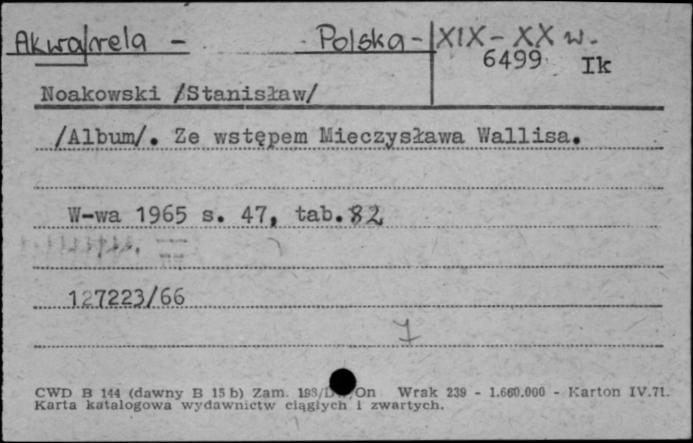 Akwarela - Polska - XIX - XX w.
6499 Ik
Noakowski /Stanisław/
/Album/. Ze wstępem Mieczysława Wallisa.
W-wa 1965 s. 47, tab. 82
127223/66
1
CWD B 144 (dawny B 15 b) Zam. 193/ /On Wrak 239 - 1.660.000 - Karton IV.71.
Karta katalogowa wydawnictw ciągłych i zwartych.